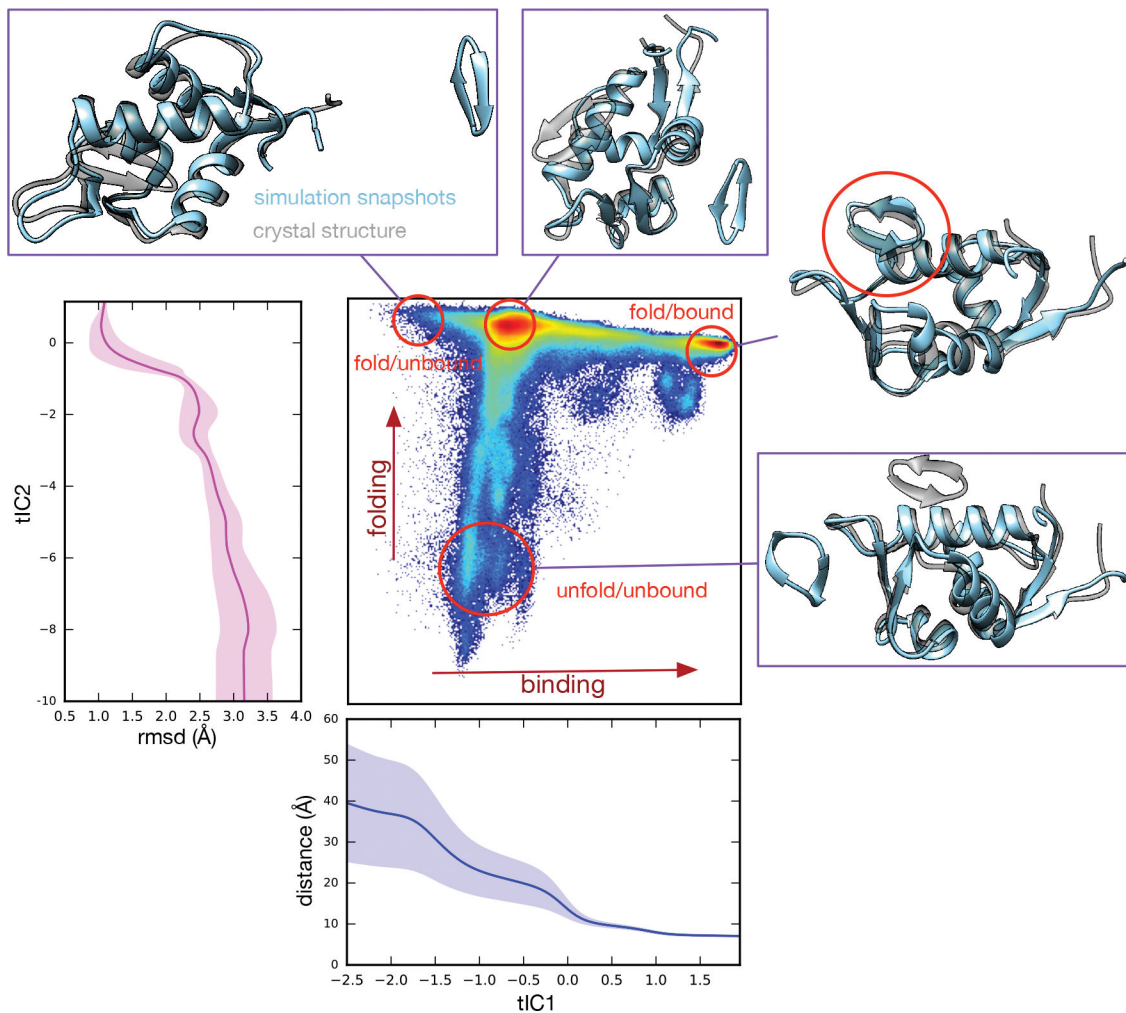 simulation snapshots
crystal structure
fold/unbound
fold/bound
folding
unfold/unbound
binding
tIC2
0
-2
-4
-6
-8
-10
0.5 1.0 1.5 2.0 2.5 3.0 3.5 4.0
rmsd (Å)
distance (Å)
60
50
40
30
20
10
0
−2.5 −2.0 −1.5 −1.0 −0.5 0.0 0.5 1.0 1.5
tIC1